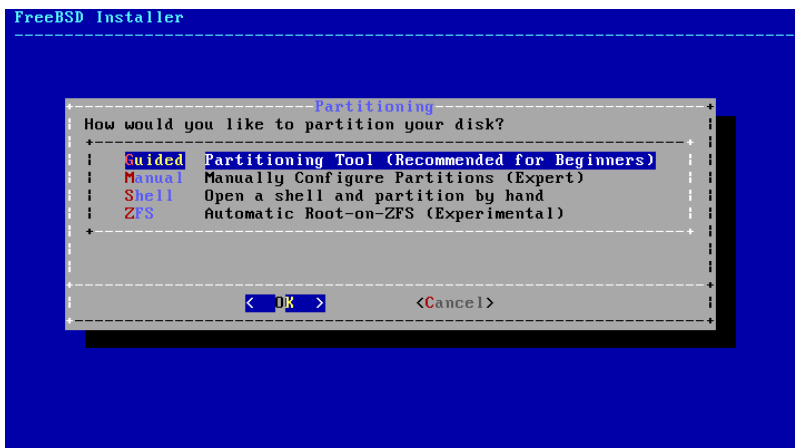 FreeBSD Installer
Partitioning
How would you like to partition your disk?
Guided Partitioning Tool (Recommended for Beginners)
Manual Manually Configure Partitions (Expert)
Shell Open a shell and partition by hand
ZFS Automatic Root-on-ZFS (Experimental)
< OK > <Cancel>